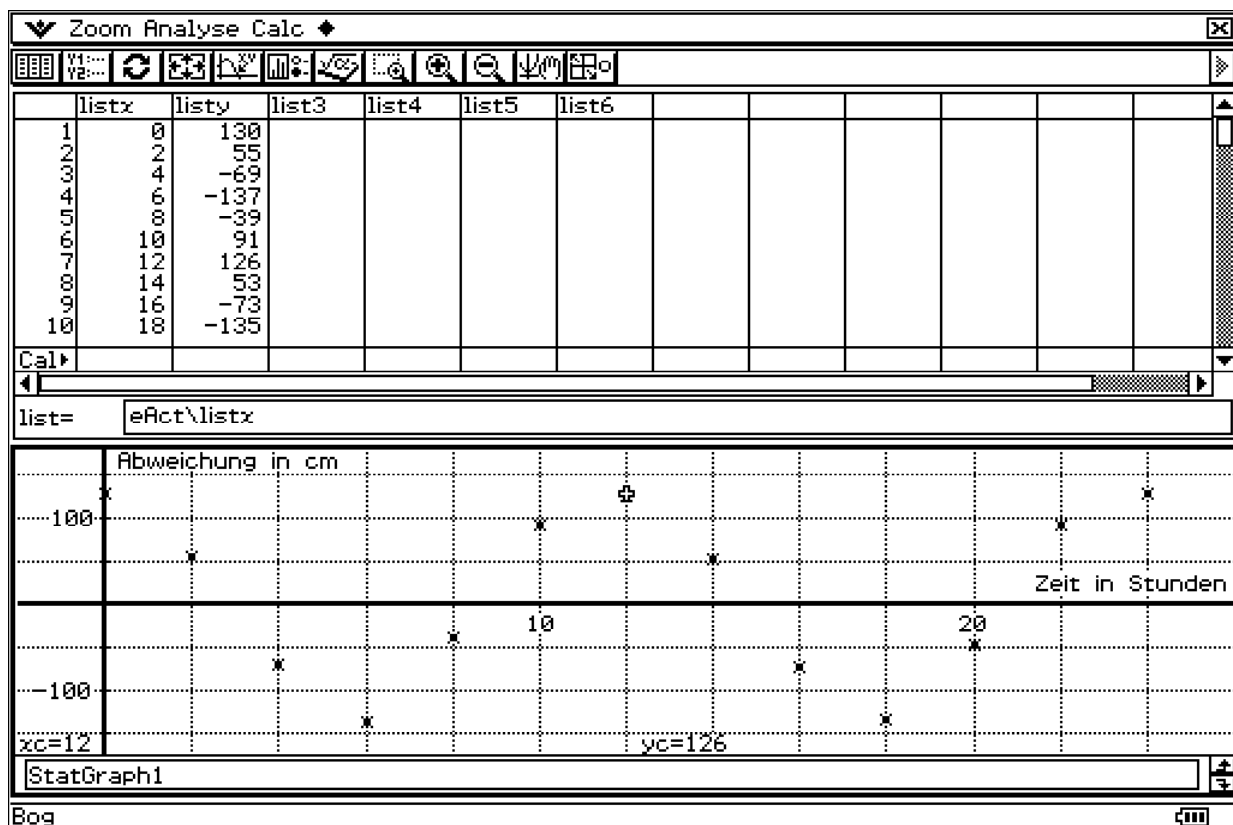 Zoom Analyse Calc
listx listy list3 list4 list5 list6
1 0 130
2 2 55
3 4 -69
4 6 -137
5 8 -39
6 10 91
7 12 126
8 14 53
9 16 -73
10 18 -135
Cal
list= eAct\listx
Abweichung in cm
100
Zeit in Stunden
10 20
-100
xc=12 yc=126
StatGraph1
Bog